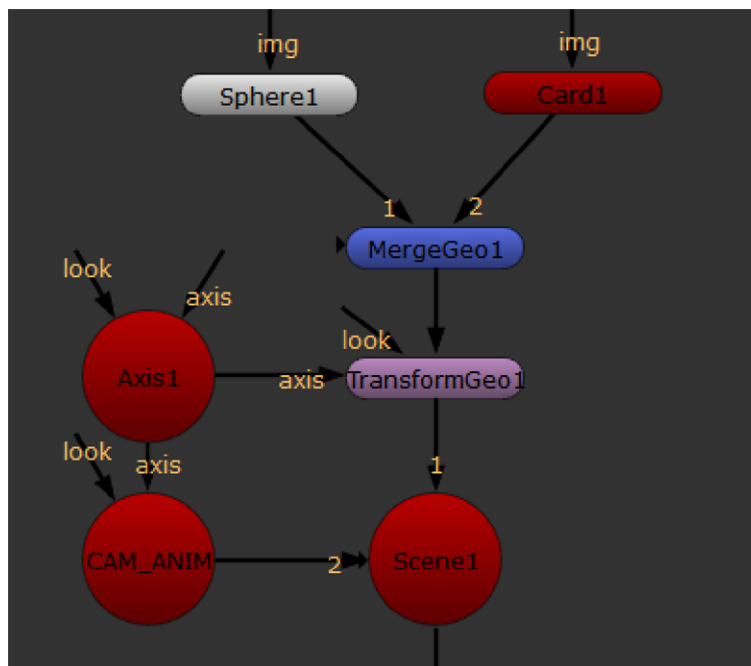 img
img
Sphere1
Card1
1
2
MergeGeo1
look
axis
look
Axis1
axis
TransformGeo1
look
axis
1
CAM_ANIM
2
Scene1